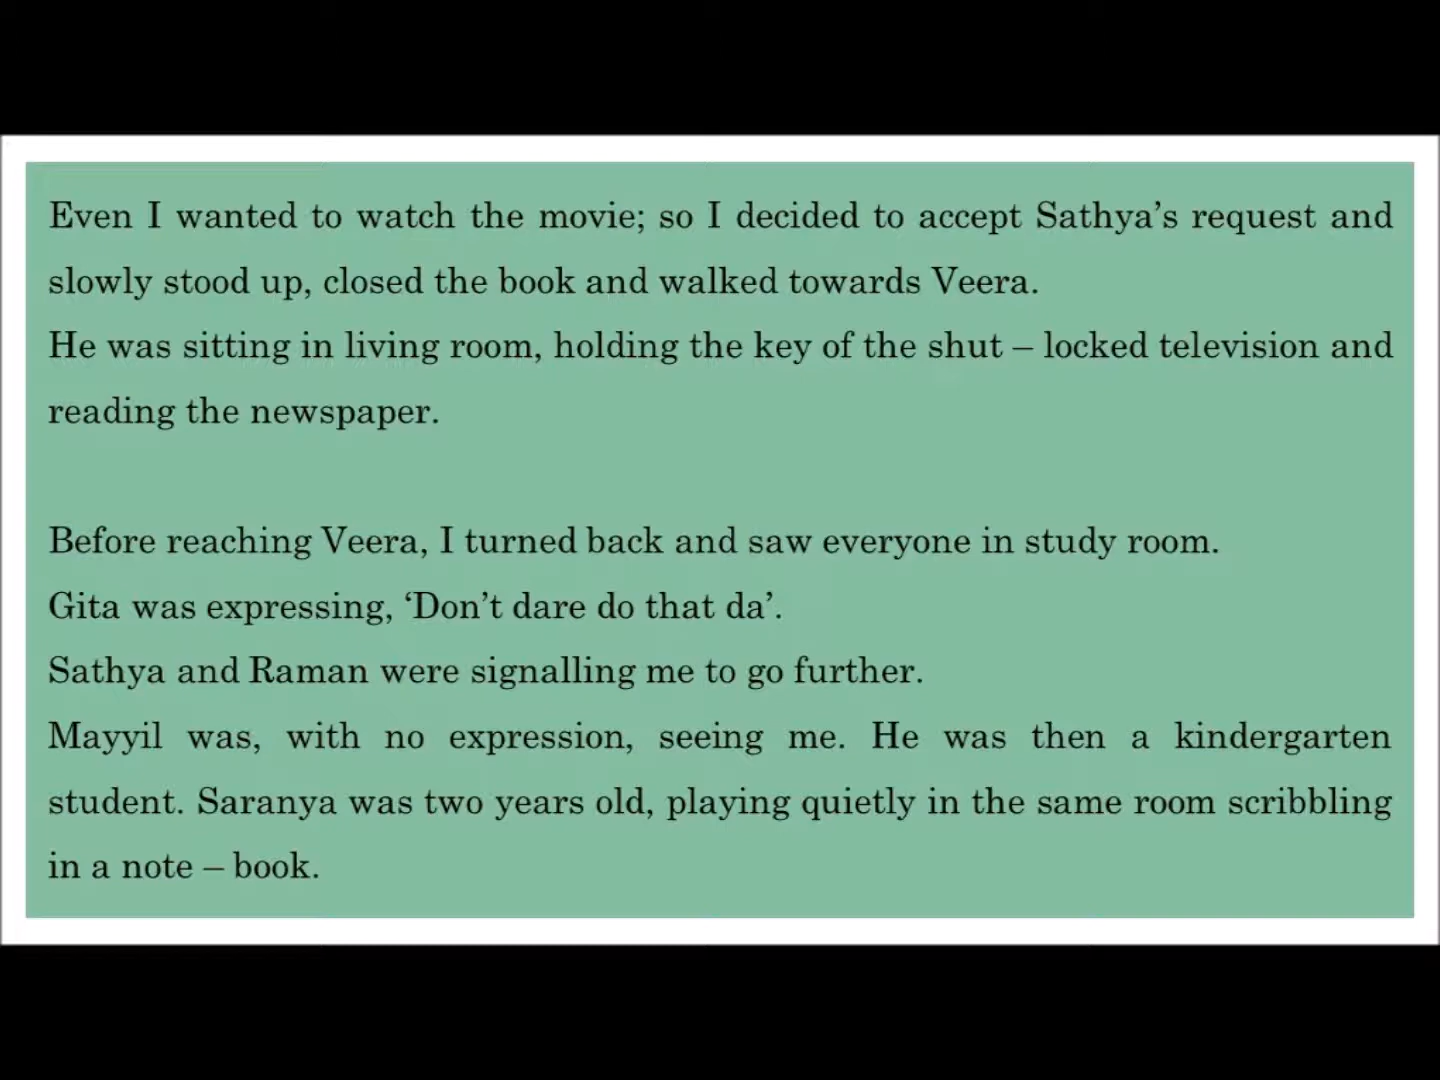 Even I wanted to watch the movie; so I decided to accept Sathya’s request and
slowly stood up, closed the book and walked towards Veera.
He was sitting in living room, holding the key of the shut – locked television and
reading the newspaper.
Before reaching Veera, I turned back and saw everyone in study room.
Gita was expressing, ‘Don’t dare do that da’.
Sathya and Raman were signalling me to go further.
Mayyil was, with no expression, seeing me. He was then a kindergarten
student. Saranya was two years old, playing quietly in the same room scribbling
in a note – book.